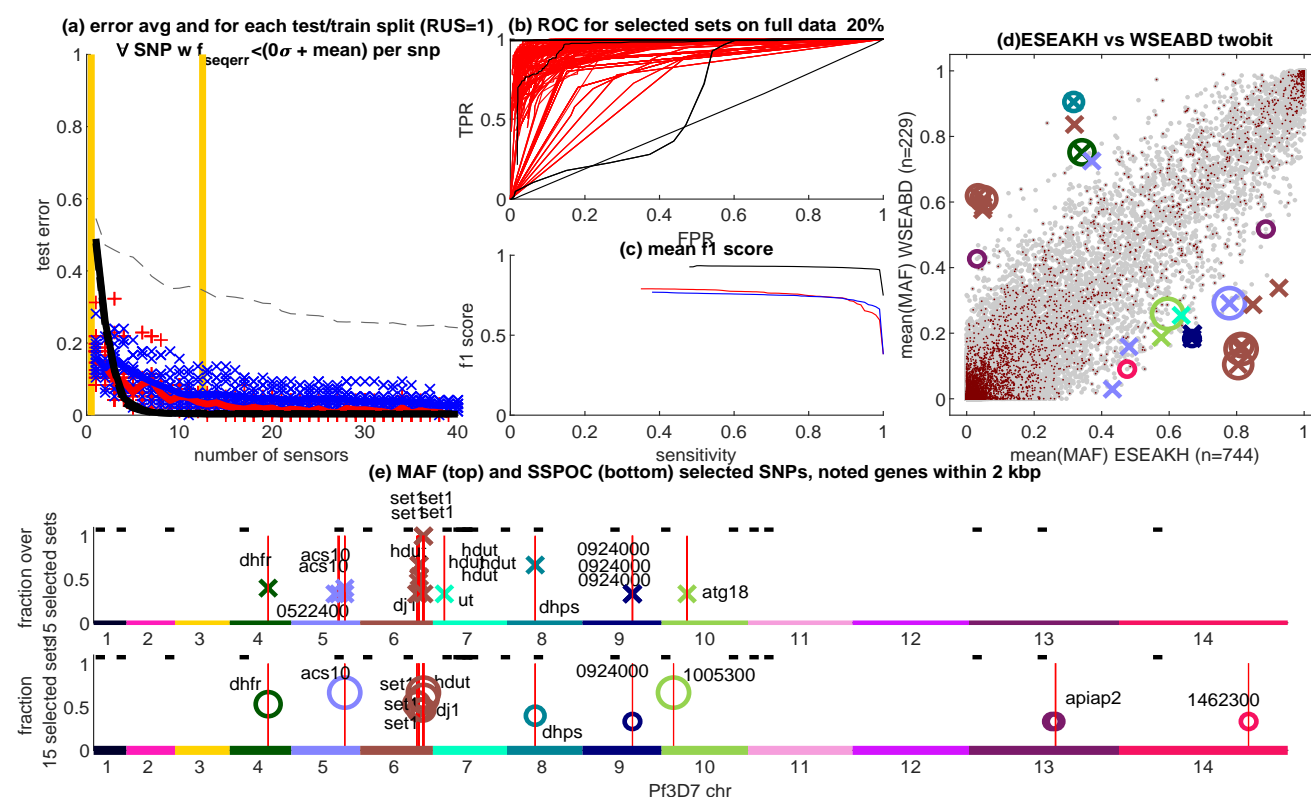 (a) error avg and for each test/train split (RUS=1)
∀ SNP w f_seqerr <(0σ + mean) per snp
1
0.8
0.6
0.4
0.2
0
test error
0
10
20
30
40
number of sensors
(b) ROC for selected sets on full data 20%
1
0.5
0
TPR
0
0.2
0.4
0.6
0.8
1
FPR
(c) mean f1 score
1
0.5
0
f1 score
0
0.2
0.4
0.6
0.8
1
sensitivity
(d)ESEAKH vs WSEABD twobit
1
0.8
0.6
0.4
0.2
0
mean(MAF) WSEABD (n=229)
0
0.2
0.4
0.6
0.8
1
mean(MAF) ESEAKH (n=744)
(e) MAF (top) and SSPOC (bottom) selected SNPs, noted genes within 2 kbp
fraction over
15 selected sets
1
0.5
0
dhfr
acs10
acs10
0522400
set1
set1
set1
set1
hdut
dj1
hdut
hdut
hdut
hdut
ut
dhps
0924000
0924000
0924000
atg18
1 2 3 4 5 6 7 8 9 10 11 12 13 14
fraction
15 selected sets
1
0.5
0
dhfr
acs10
set1
set1
set1
hdut
dj1
dhps
0924000
1005300
apiap2
1462300
1 2 3 4 5 6 7 8 9 10 11 12 13 14
Pf3D7 chr